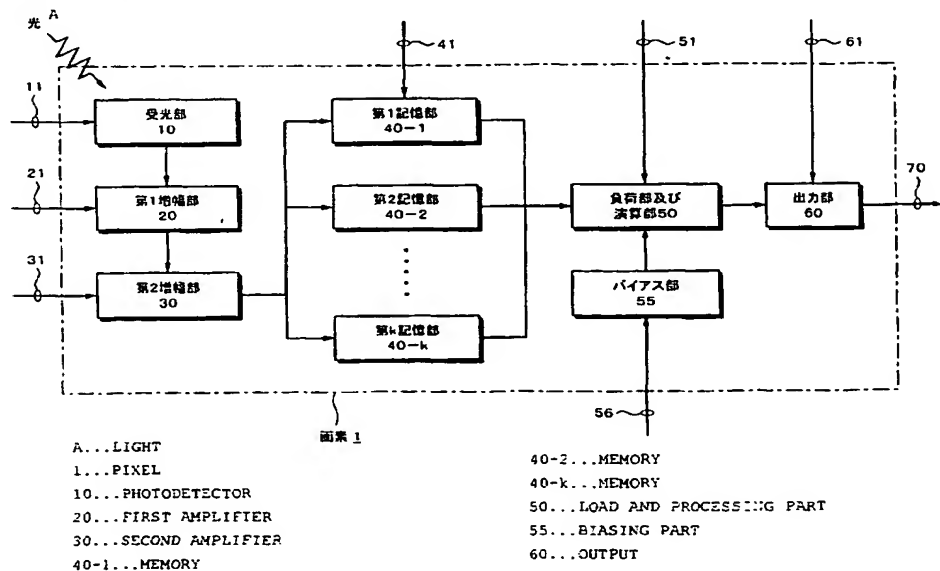 光 A
11
受光部
10
21
第1増幅部
20
31
第2増幅部
30
41
第1記憶部
40-1
第2記憶部
40-2
第k記憶部
40-k
51
負荷部及び
演算部50
バイアス部
55
56
61
出力部
60
70
画素 1
A...LIGHT
1...PIXEL
10...PHOTODETECTOR
20...FIRST AMPLIFIER
30...SECOND AMPLIFIER
40-1...MEMORY
40-2...MEMORY
40-k...MEMORY
50...LOAD AND PROCESSING PART
55...BIASING PART
60...OUTPUT